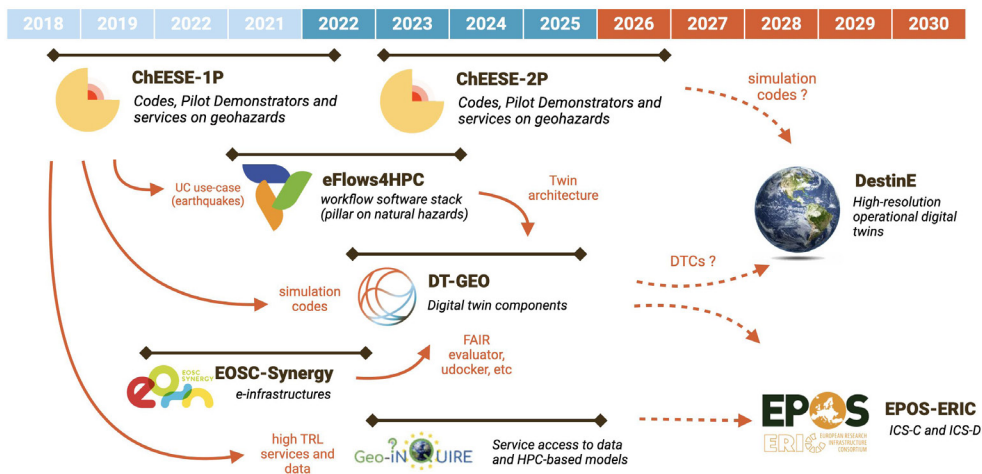 2018 2019 2022 2021 2022 2023 2024 2025 2026 2027 2028 2029 2030
ChEESE-1P
Codes, Pilot Demonstrators and
services on geohazards
ChEESE-2P
Codes, Pilot Demonstrators and
services on geohazards
simulation
codes ?
UC use-case
(earthquakes)
eFlows4HPC
workflow software stack
(pillar on natural hazards)
Twin
architecture
DestinE
High-resolution
operational digital
twins
simulation
codes
DT-GEO
Digital twin components
DTCs ?
EOSC
SYNERGY
EOSC-Synergy
e-infrastructures
FAIR
evaluator,
udocker, etc
high TRL
services and
data
Geo-iNQUIRE
?
Service access to data
and HPC-based models
EPOS
ERIC
EUROPEAN RESEARCH
INFRASTRUCTURE
CONSORTIUM
EPOS-ERIC
ICS-C and ICS-D